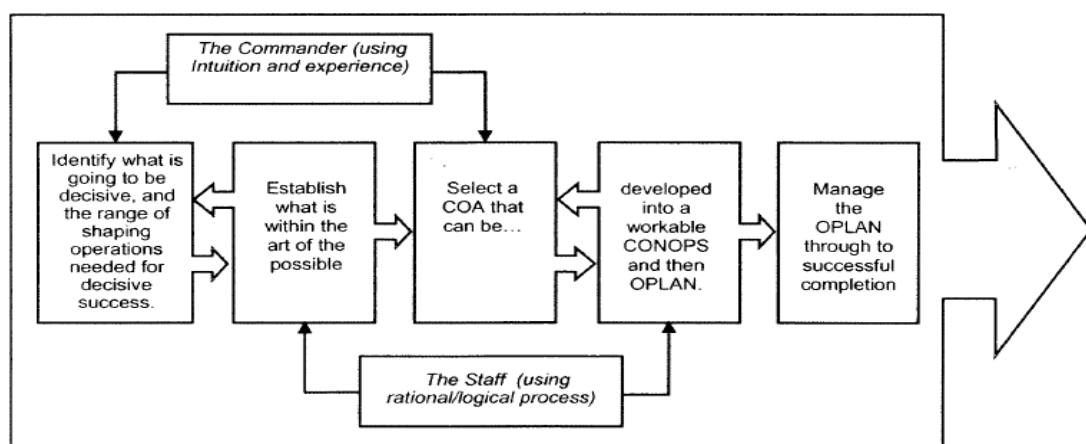 The Commander (using
Intuition and experience)
Identify what is
going to be
decisive, and
the range of
shaping
operations
needed for
decisive
success.
Establish
what is
within the
art of the
possible
Select a
COA that
can be...
developed
into a
workable
CONOPS
and then
OPLAN.
Manage
the
OPLAN
through to
successful
completion
The Staff (using
rational/logical process)